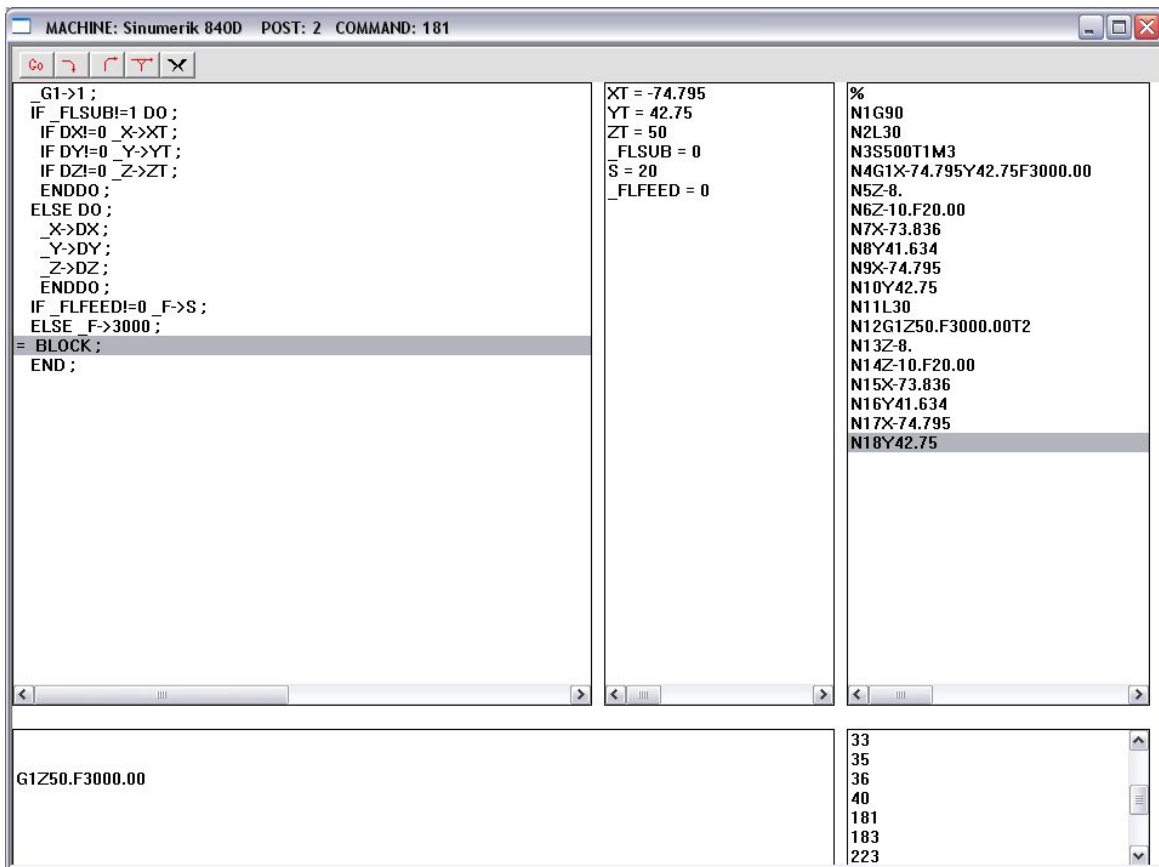 MACHINE: Sinumerik 840D POST: 2 COMMAND: 181
Go
_G1->1 ;
IF _FLSUB!=1 DO ;
IF DX!=0 _X->XT ;
IF DY!=0 _Y->YT ;
IF DZ!=0 _Z->ZT ;
ENDDO ;
ELSE DO ;
_X->DX ;
_Y->DY ;
_Z->DZ ;
ENDDO ;
IF _FLFEED!=0 _F->S ;
ELSE _F->3000 ;
= BLOCK ;
END ;
XT = -74.795
YT = 42.75
ZT = 50
_FLSUB = 0
S = 20
_FLFEED = 0
%
N1G90
N2L30
N3S500T1M3
N4G1X-74.795Y42.75F3000.00
N5Z-8.
N6Z-10.F20.00
N7X-73.836
N8Y41.634
N9X-74.795
N10Y42.75
N11L30
N12G1Z50.F3000.00T2
N13Z-8.
N14Z-10.F20.00
N15X-73.836
N16Y41.634
N17X-74.795
N18Y42.75
G1Z50.F3000.00
33
35
36
40
181
183
223